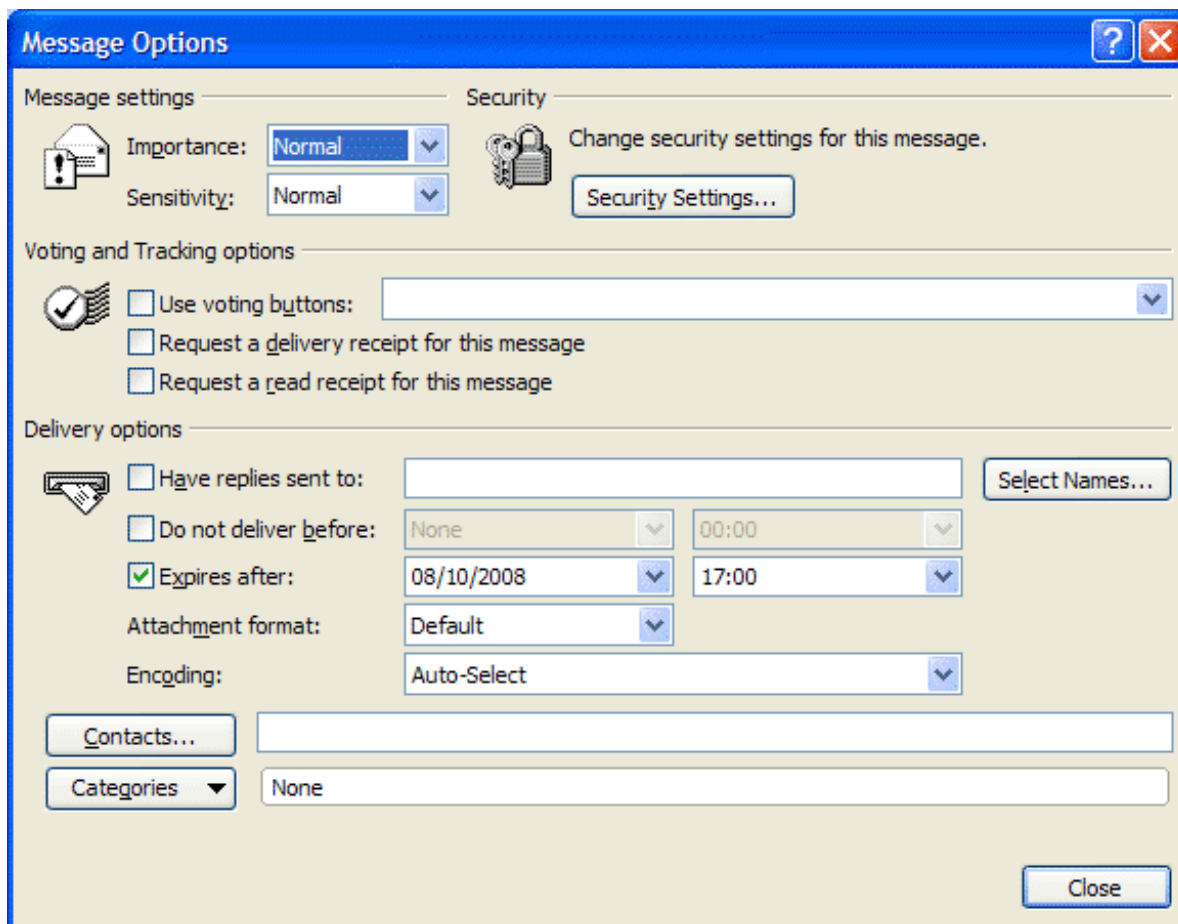 Message Options
Message settings Security
Importance: Normal Change security settings for this message.
Sensitivity: Normal Security Settings...
Voting and Tracking options
Use voting buttons:
Request a delivery receipt for this message
Request a read receipt for this message
Delivery options
Have replies sent to: Select Names...
Do not deliver before: None 00:00
Expires after: 08/10/2008 17:00
Attachment format: Default
Encoding: Auto-Select
Contacts...
Categories None
Close